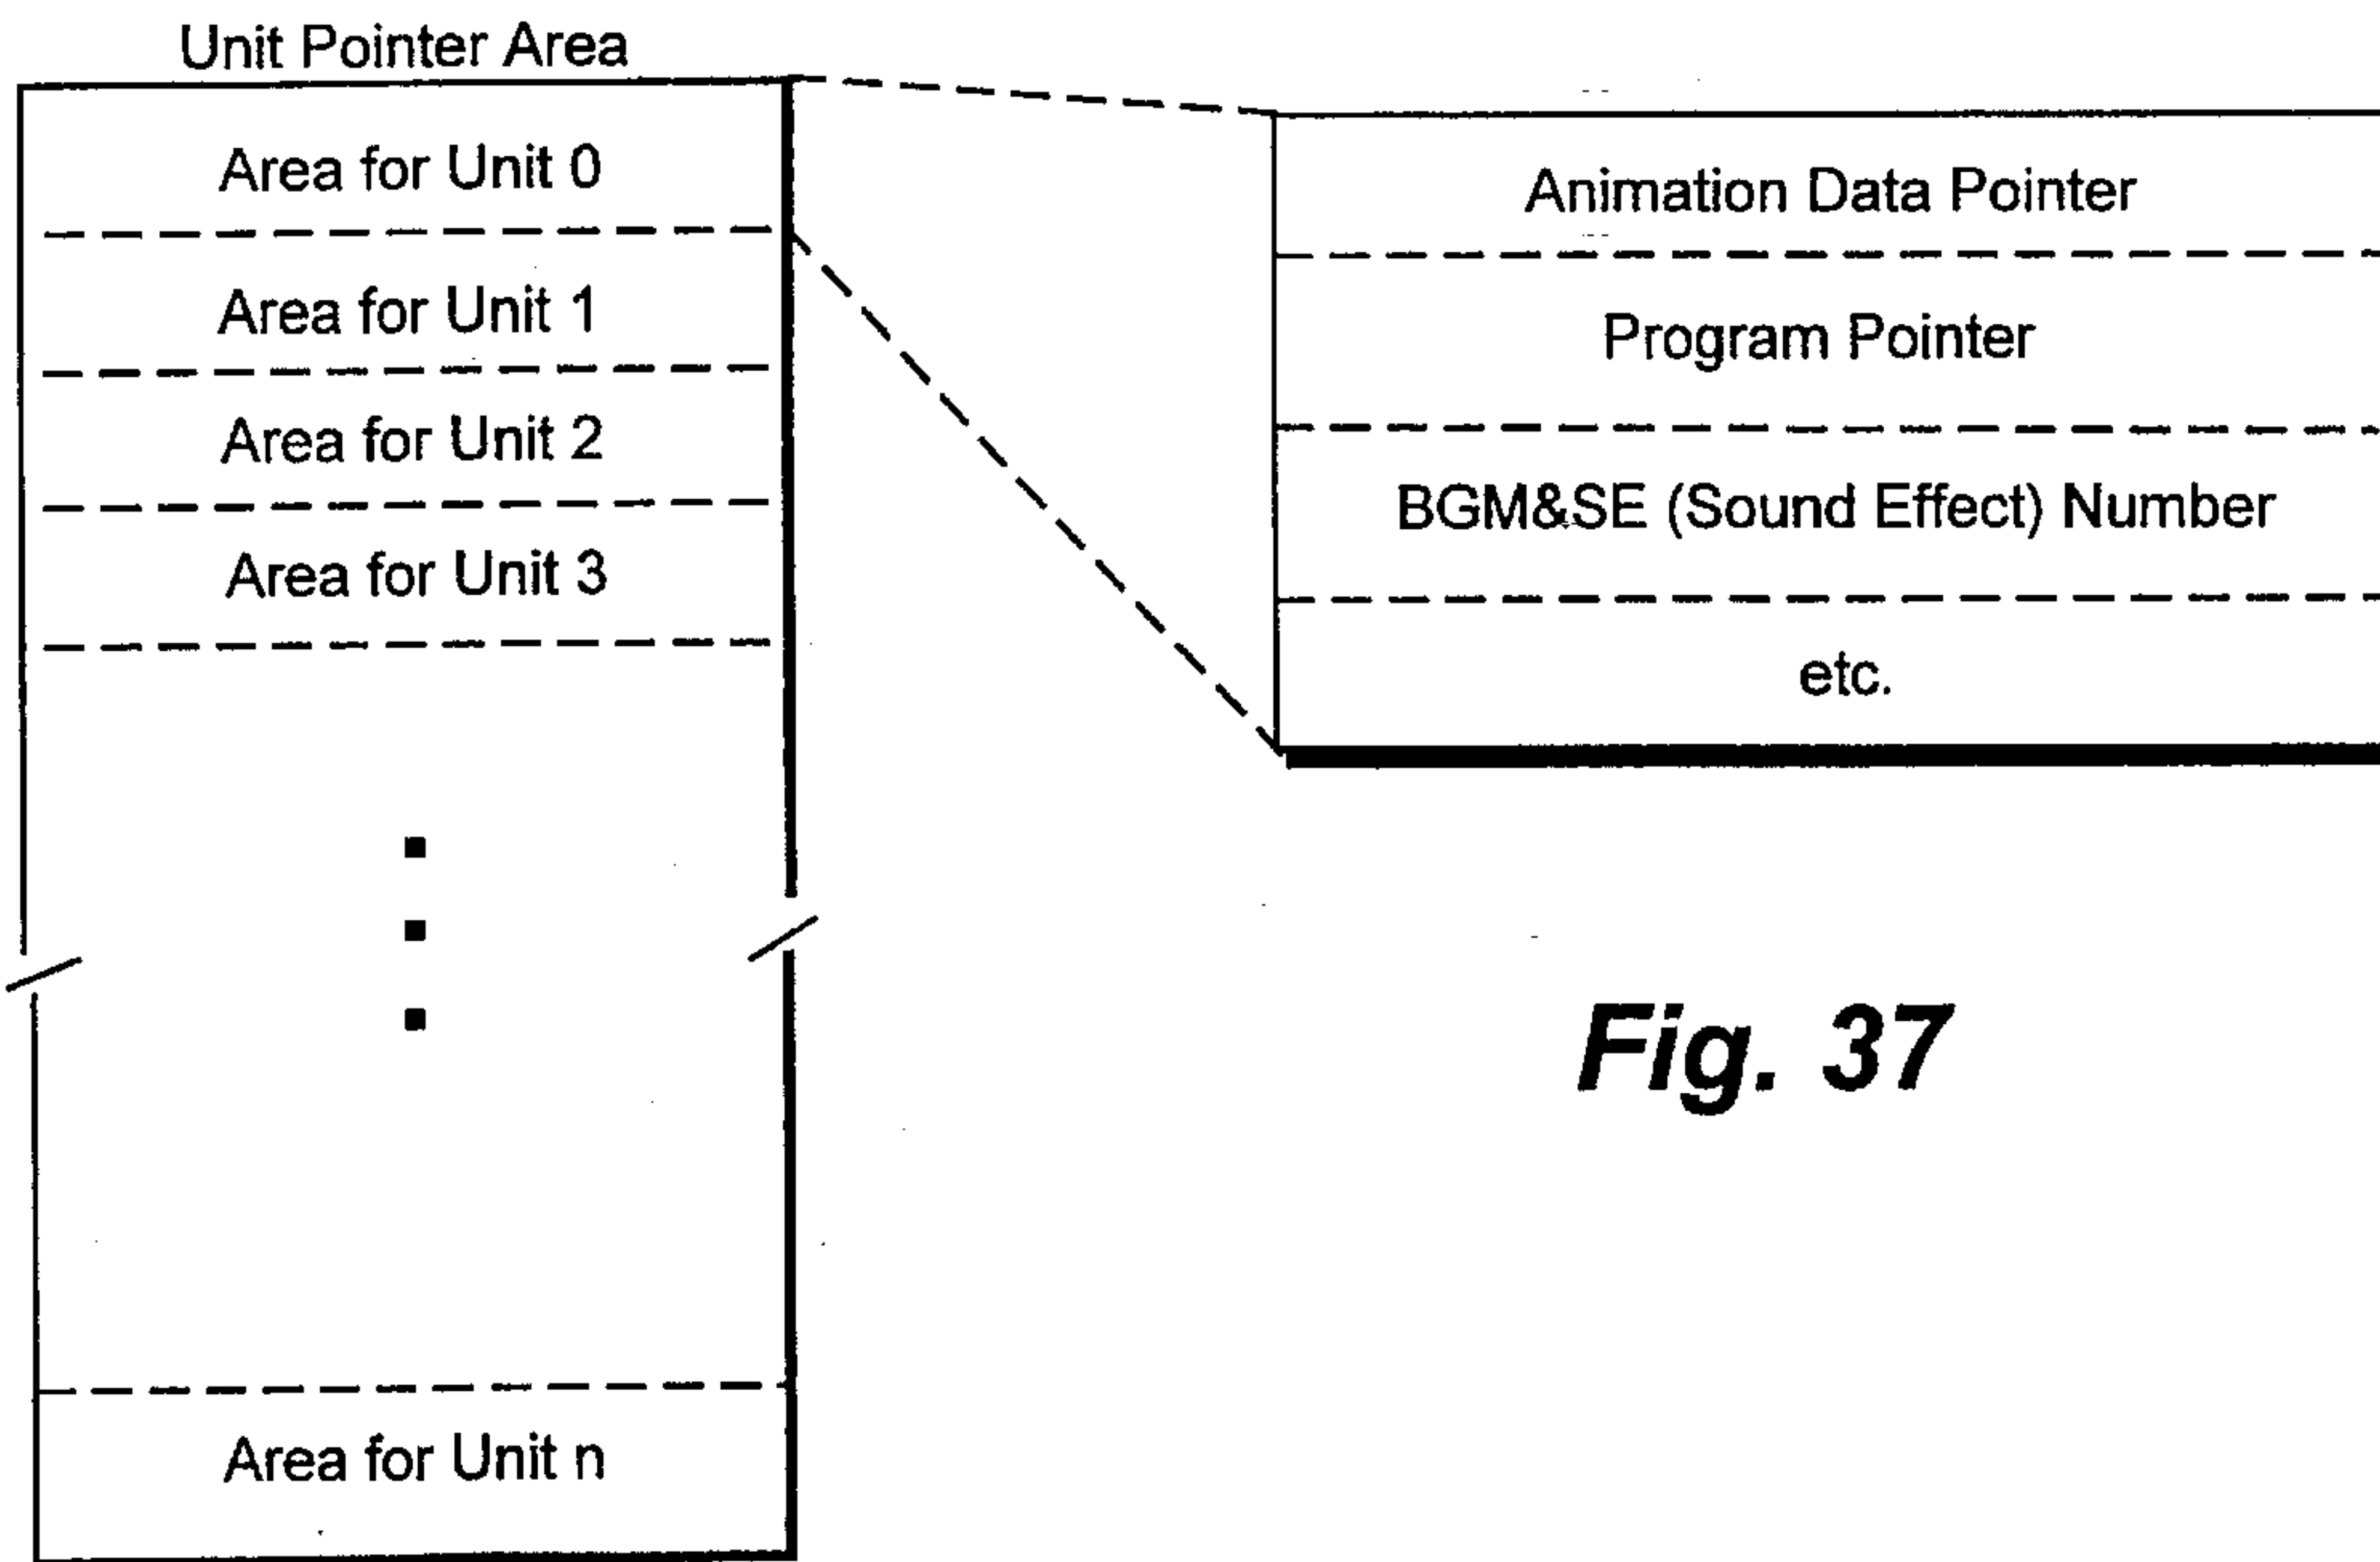 Unit Pointer Area
Area for Unit 0
Area for Unit 1
Area for Unit 2
Area for Unit 3
Area for Unit n
Animation Data Pointer
Program Pointer
BGM&SE (Sound Effect) Number
etc.
Fig. 37